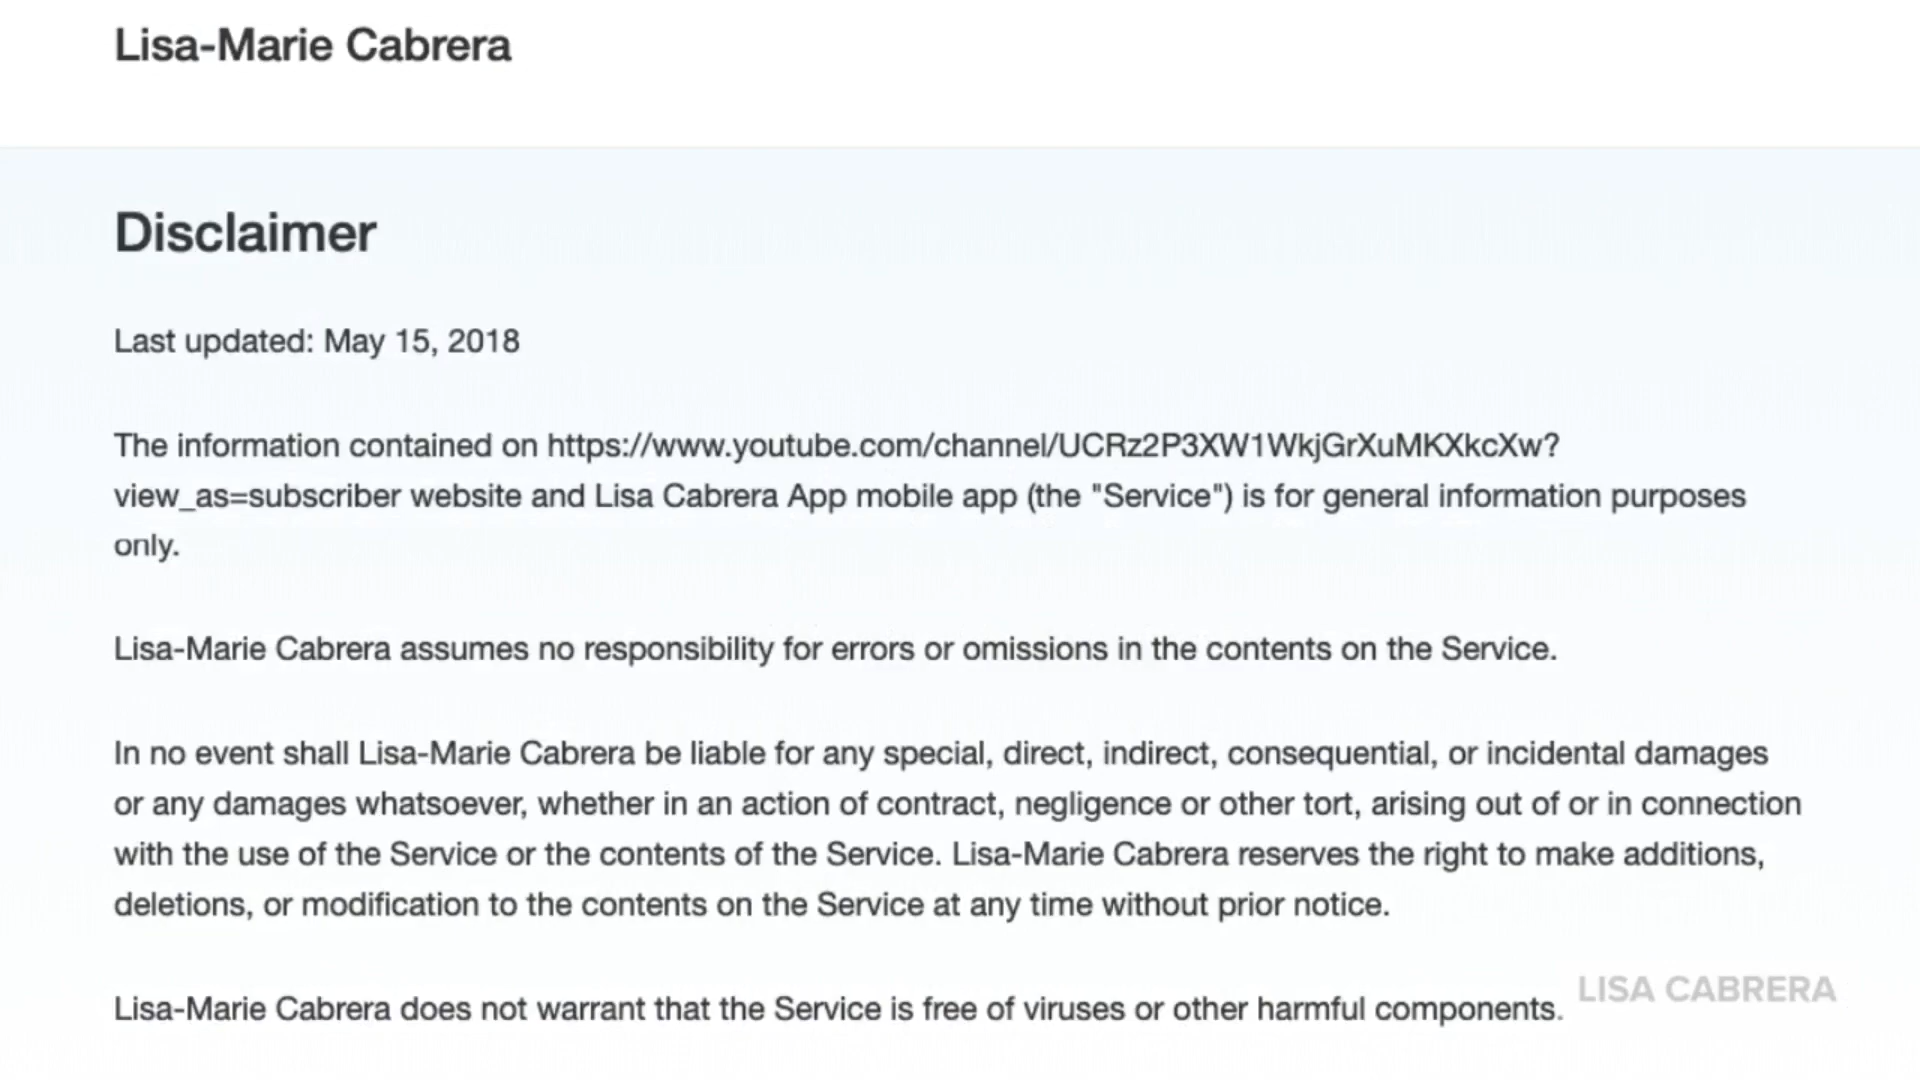 Lisa-Marie Cabrera
Disclaimer
Last updated: May 15, 2018
The information contained on https://www.youtube.com/channel/UCRz2P3XW1WkjGrXuMKXkcXw?
view_as=subscriber website and Lisa Cabrera App mobile app (the "Service") is for general information purposes
only.
Lisa-Marie Cabrera assumes no responsibility for errors or omissions in the contents on the Service.
In no event shall Lisa-Marie Cabrera be liable for any special, direct, indirect, consequential, or incidental damages
or any damages whatsoever, whether in an action of contract, negligence or other tort, arising out of or in connection
with the use of the Service or the contents of the Service. Lisa-Marie Cabrera reserves the right to make additions,
deletions, or modification to the contents on the Service at any time without prior notice.
Lisa-Marie Cabrera does not warrant that the Service is free of viruses or other harmful components.
LISA CABRERA